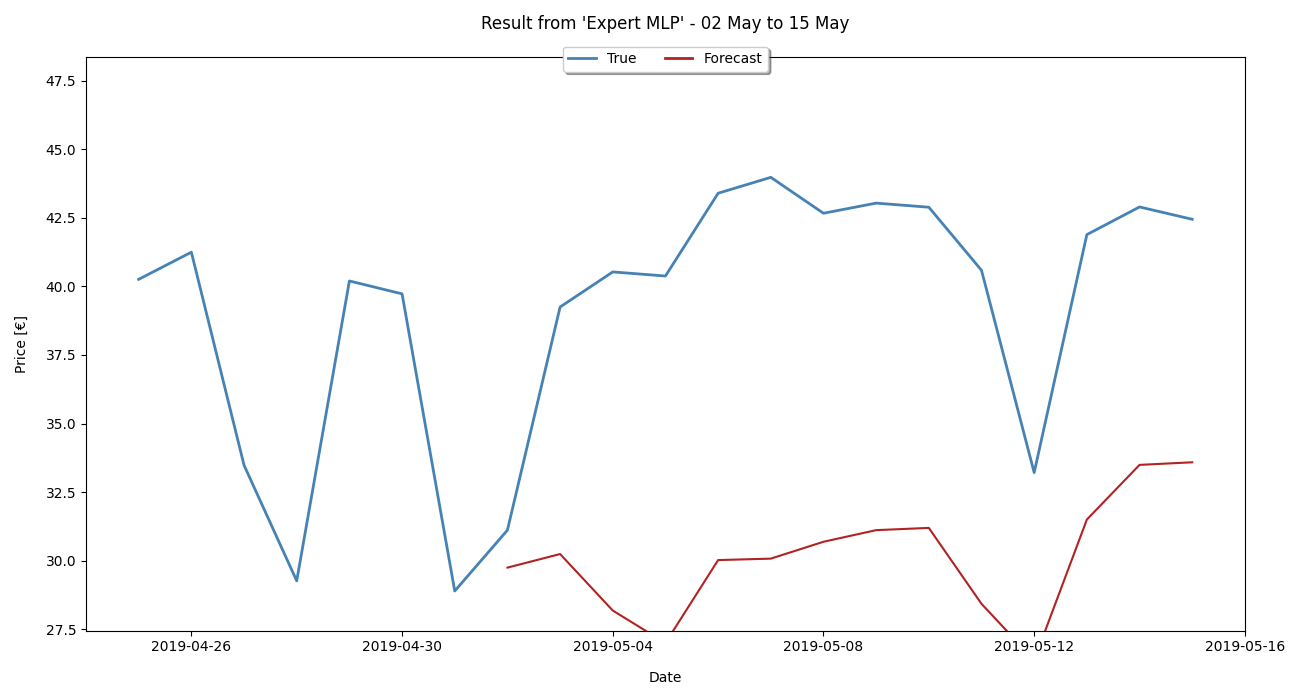 Result from 'Expert MLP' - 02 May to 15 May
True Forecast
47.5
45.0
42.5
40.0
37.5
35.0
32.5
30.0
27.5
Price [€]
2019-04-26 2019-04-30 2019-05-04 2019-05-08 2019-05-12 2019-05-16
Date